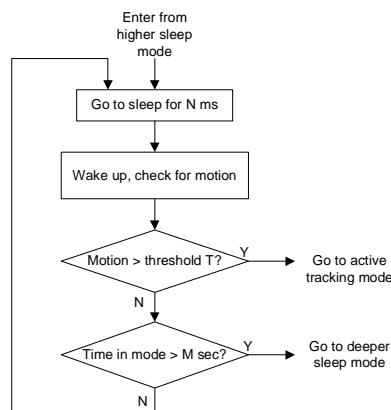 Enter from
higher sleep
mode
Go to sleep for N ms
Wake up, check for motion
Motion > threshold T?
Y
Go to active
tracking mode
N
Time in mode > M sec?
Y
Go to deeper
sleep mode
N